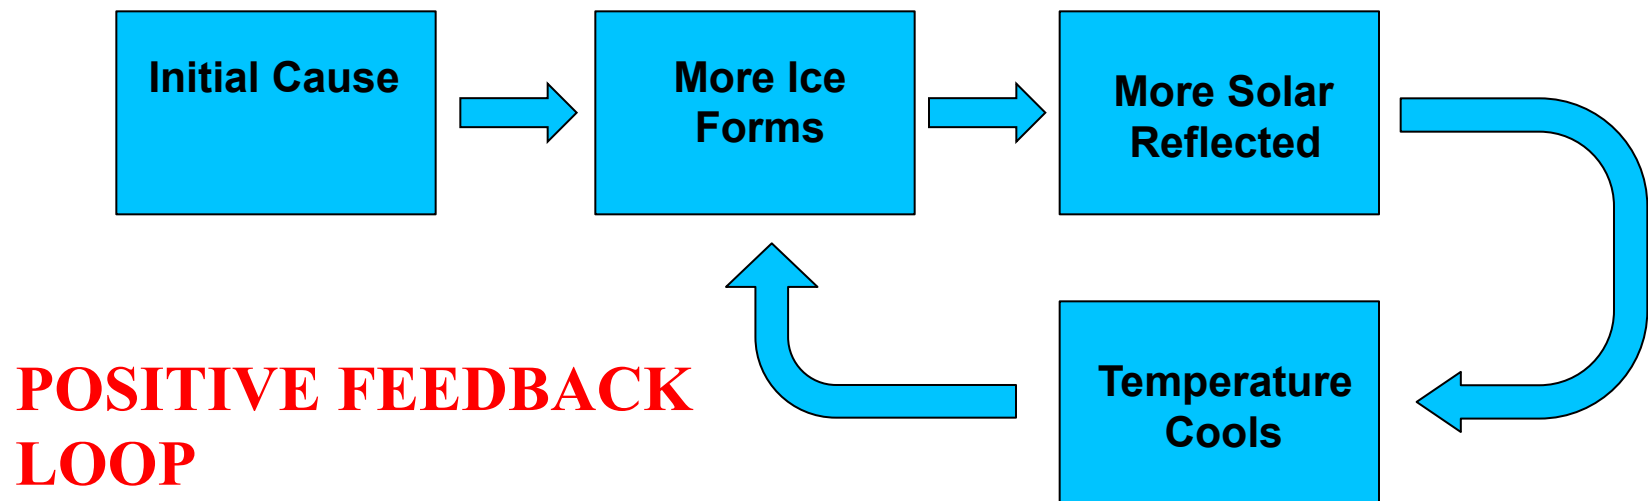 Initial Cause
More Ice
Forms
More Solar
Reflected
Temperature
Cools
POSITIVE FEEDBACK
LOOP